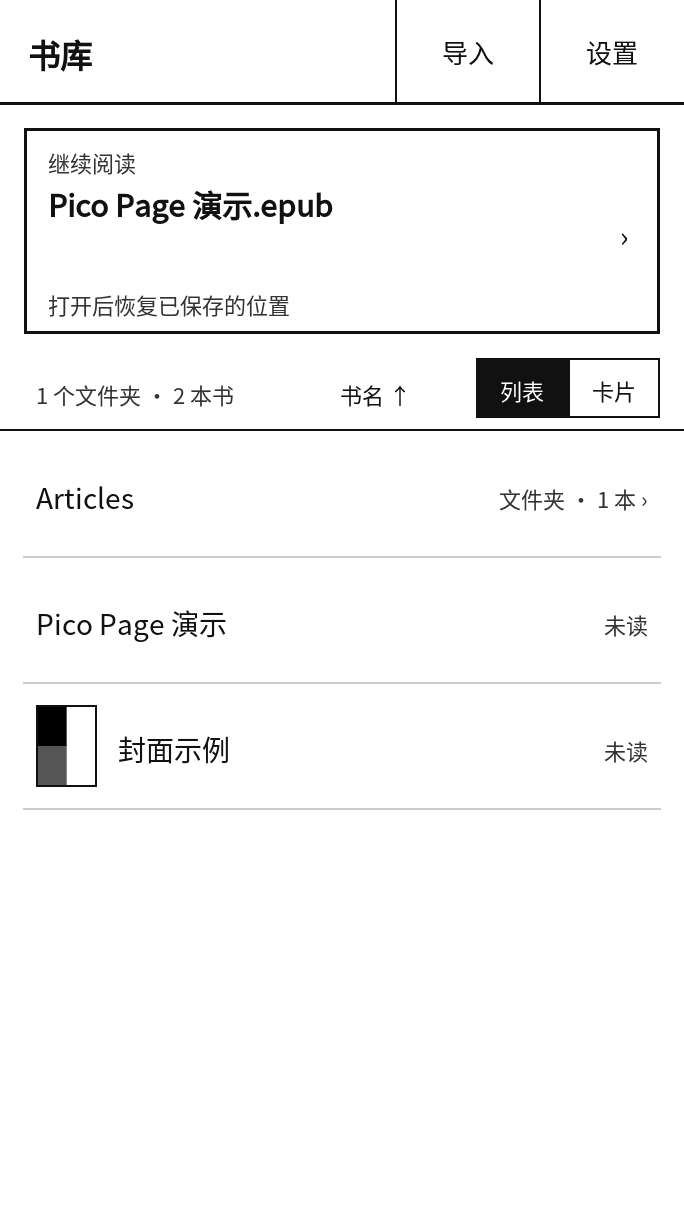 书库
导入
设置
继续阅读
Pico Page 演示.epub
›
打开后恢复已保存的位置
1 个文件夹 · 2 本书
书名 ↑
列表
卡片
Articles
文件夹 · 1 本 ›
Pico Page 演示
未读
封面示例
未读